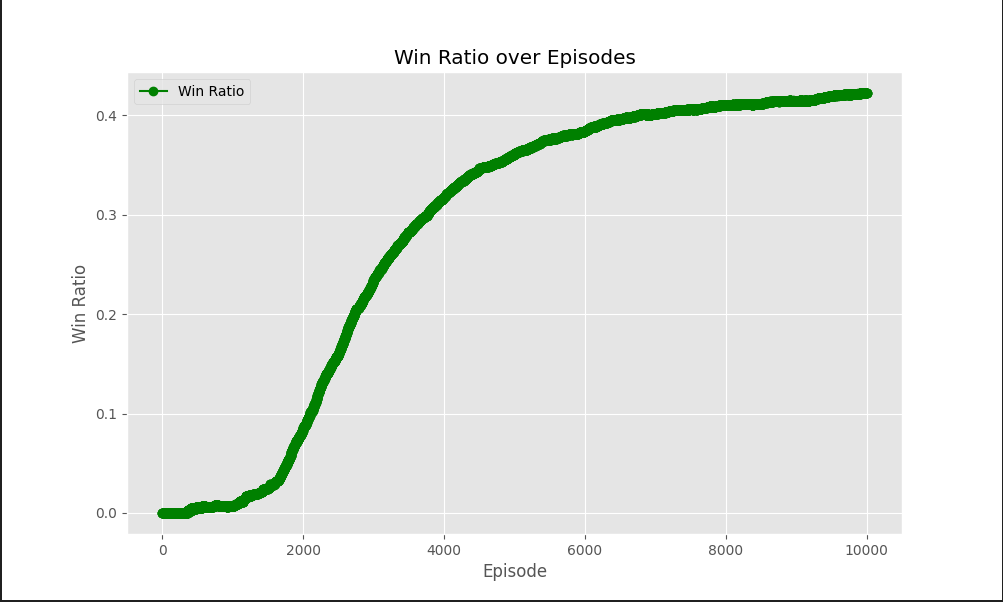 Win Ratio over Episodes
Win Ratio
0.4
0.3
0.2
0.1
0.0
Win Ratio
0 2000 4000 6000 8000 10000
Episode